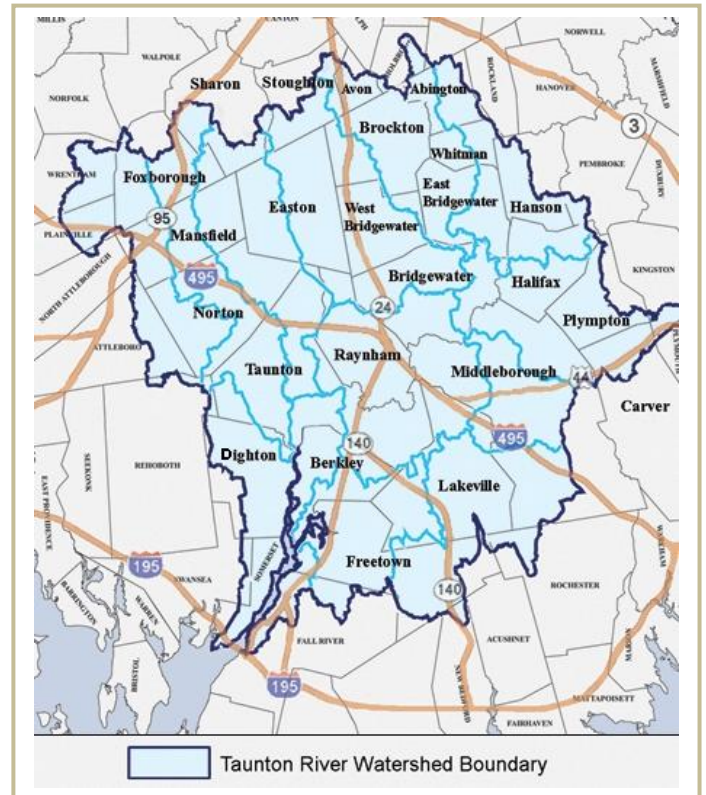 MILLIS
CANTON
NORWELL
WALPOLE
Sharon
Stoughton
Avon
Abington
ROCKLAND
HANOVER
MARSHFIELD
NORFOLK
Brockton
3
WRENTHAM
Foxborough
Whitman
PEMBROKE
DUXBURY
Easton
East
Bridgewater
West
Bridgewater
Hanson
95
Mansfield
PLAINVILLE
495
Bridgewater
Halifax
KINGSTON
NORTH ATTLEBOROUGH
Norton
24
Plympton
ATTLEBORO
Taunton
Raynham
Middleborough
44
PLYMOUTH
Carver
REHOBOTH
Dighton
140
Berkley
495
SEEKONK
EAST PROVIDENCE
Lakeville
195
SWANSEA
SOMERSET
Freetown
WAREHAM
BARRINGTON
WARREN
140
ROCHESTER
BRISTOL
FALL RIVER
ACUSHNET
MARION
195
NEW BEDFORD
MATTAPOISETT
FAIRHAVEN
Taunton River Watershed Boundary